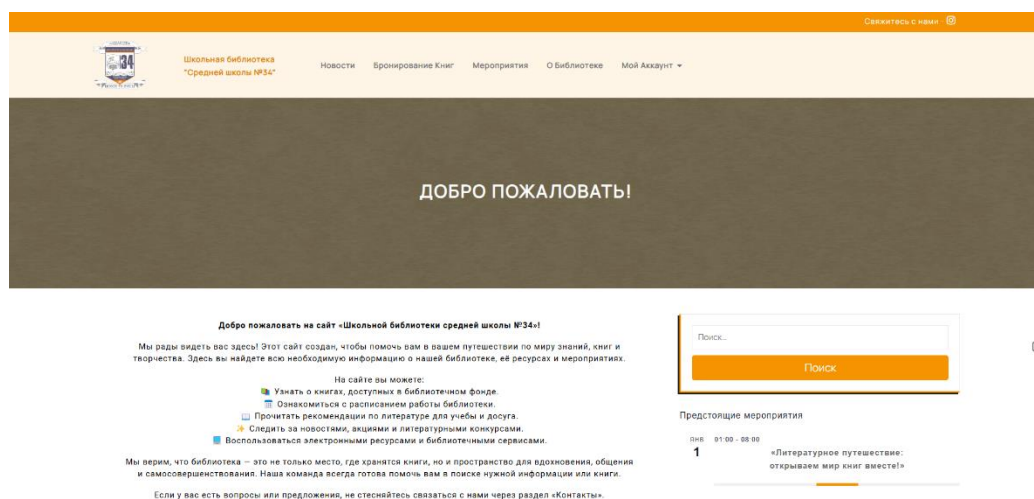 Свяжитесь с нами -
34
Школьная библиотека
"Средней школы №34"
Новости Бронирование Книг Мероприятия О Библиотеке Мой Аккаунт
ДОБРО ПОЖАЛОВАТЬ!
Добро пожаловать на сайт «Школьной библиотеки средней школы №34»!
Мы рады видеть вас здесь! Этот сайт создан, чтобы помочь вам в вашем путешествии по миру знаний, книг и
творчества. Здесь вы найдете всю необходимую информацию о нашей библиотеке, её ресурсах и мероприятиях.
На сайте вы можете:
Узнать о книгах, доступных в библиотечном фонде.
Ознакомиться с расписанием работы библиотеки.
Прочитать рекомендации по литературе для учебы и досуга.
Следить за новостями, акциями и литературными конкурсами.
Воспользоваться электронными ресурсами и библиотечными сервисами.
Мы верим, что библиотека — это не только место, где хранятся книги, но и пространство для вдохновения, общения
и самосовершенствования. Наша команда всегда готова помочь вам в поиске нужной информации или книги.
Если у вас есть вопросы или предложения, не стесняйтесь связаться с нами через раздел «Контакты».
Поиск…
Поиск
Предстоящие мероприятия
ЯНВ 01:00 - 08:00
1
«Литературное путешествие:
открываем мир книг вместе!»